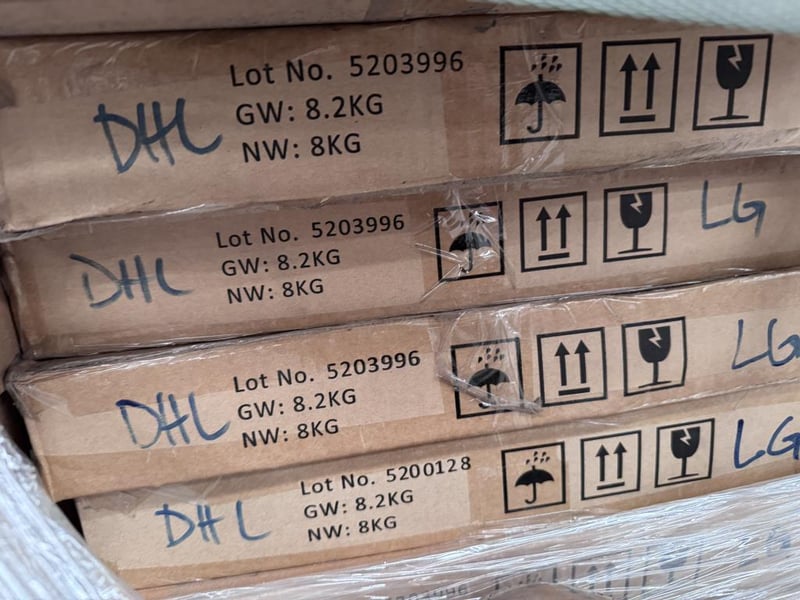 DHL
Lot No. 5203996
GW: 8.2KG
NW: 8KG
DHL
Lot No. 5203996
GW: 8.2KG
NW: 8KG
LG
DHL
Lot No. 5203996
GW: 8.2KG
NW: 8KG
LG
DHL
Lot No. 5200128
GW: 8.2KG
NW: 8KG
LG